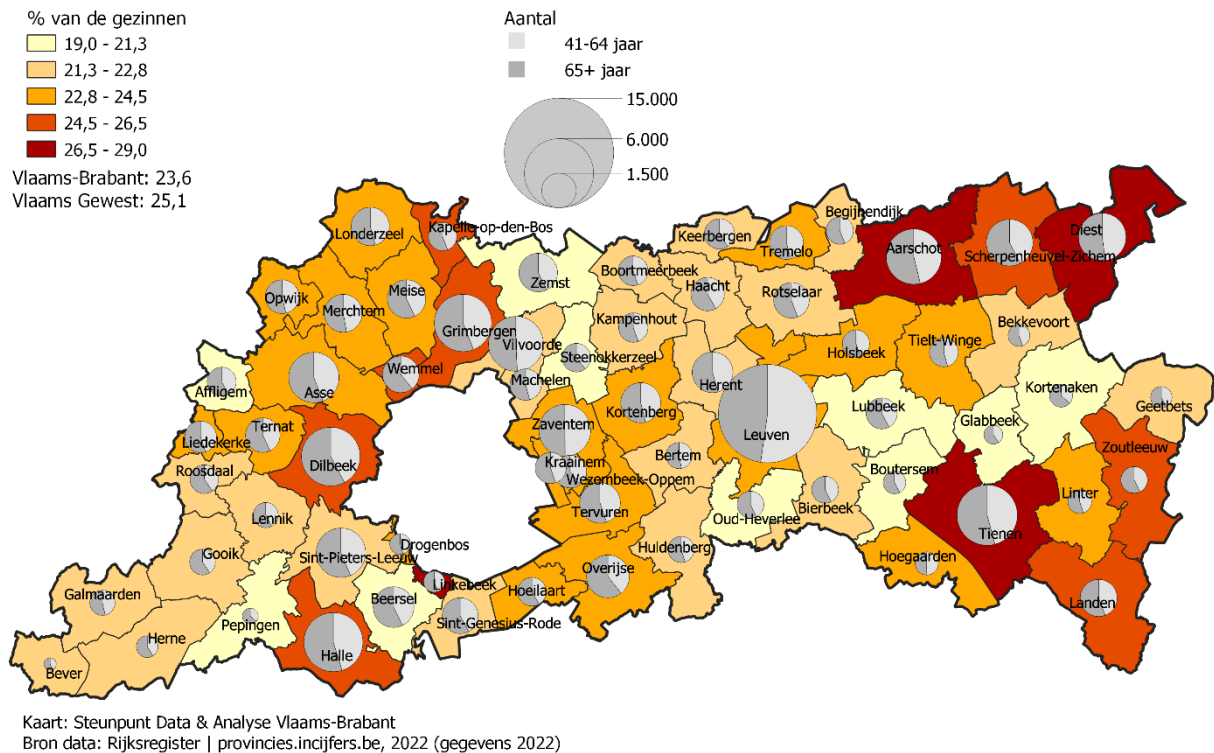 % van de gezinnen
19,0 - 21,3
21,3 - 22,8
22,8 - 24,5
24,5 - 26,5
26,5 - 29,0
Vlaams-Brabant: 23,6
Vlaams Gewest: 25,1
Aantal
41-64 jaar
65+ jaar
15.000
6.000
1.500
Kapelle-op-den-Bos
Londerzeel
Zemst
Keerbergen
Tremelo
Begijnendijk
Aarschot
Scherpenheuvel-Zichem
Diest
Opwijk
Merchtem
Meise
Grimbergen
Vilvoorde
Boortmeerbeek
Haacht
Rotselaar
Kampenhout
Steenokkerzeel
Machelen
Holsbeek
Tielt-Winge
Bekkevoort
Affligem
Asse
Wemmel
Herent
Kortenberg
Zaventem
Leuven
Lubbeek
Glabbeek
Kortenaken
Geetbets
Liedekerke
Ternat
Dilbeek
Roosdaal
Kraainem
Wezembeek-Oppem
Bertem
Boutersem
Zoutleeuw
Linter
Lennik
Tervuren
Oud-Heverlee
Bierbeek
Tienen
Gooik
Sint-Pieters-Leeuw
Drogenbos
Huldenberg
Hoegaarden
Linkebeek
Hoeilaart
Overijse
Landen
Galmaarden
Herne
Pepingen
Beersel
Sint-Genesius-Rode
Halle
Bever
Kaart: Steunpunt Data & Analyse Vlaams-Brabant
Bron data: Rijksregister | provincies.incijfers.be, 2022 (gegevens 2022)